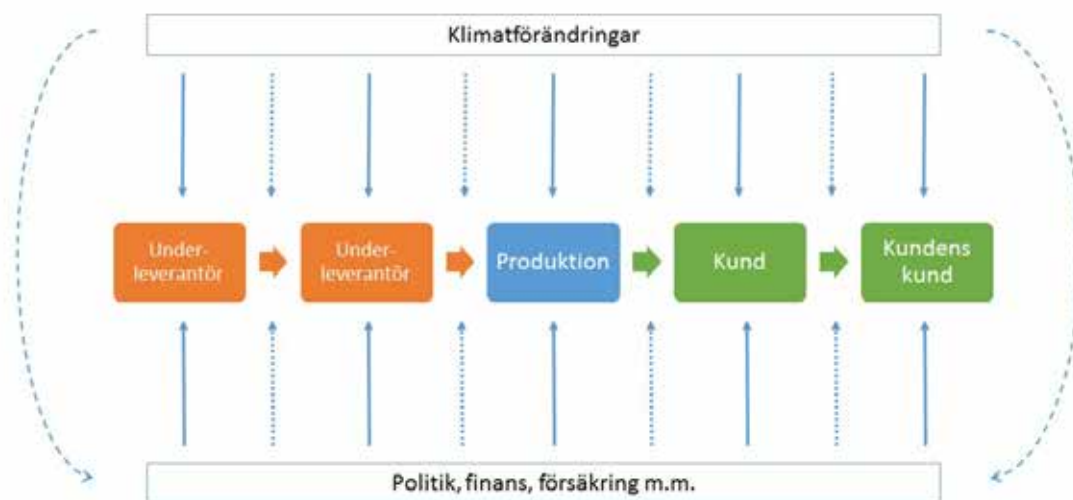 Klimatförändringar
Under-
leverantör
Under-
leverantör
Produktion
Kund
Kundens
kund
Politik, finans, försäkring m.m.